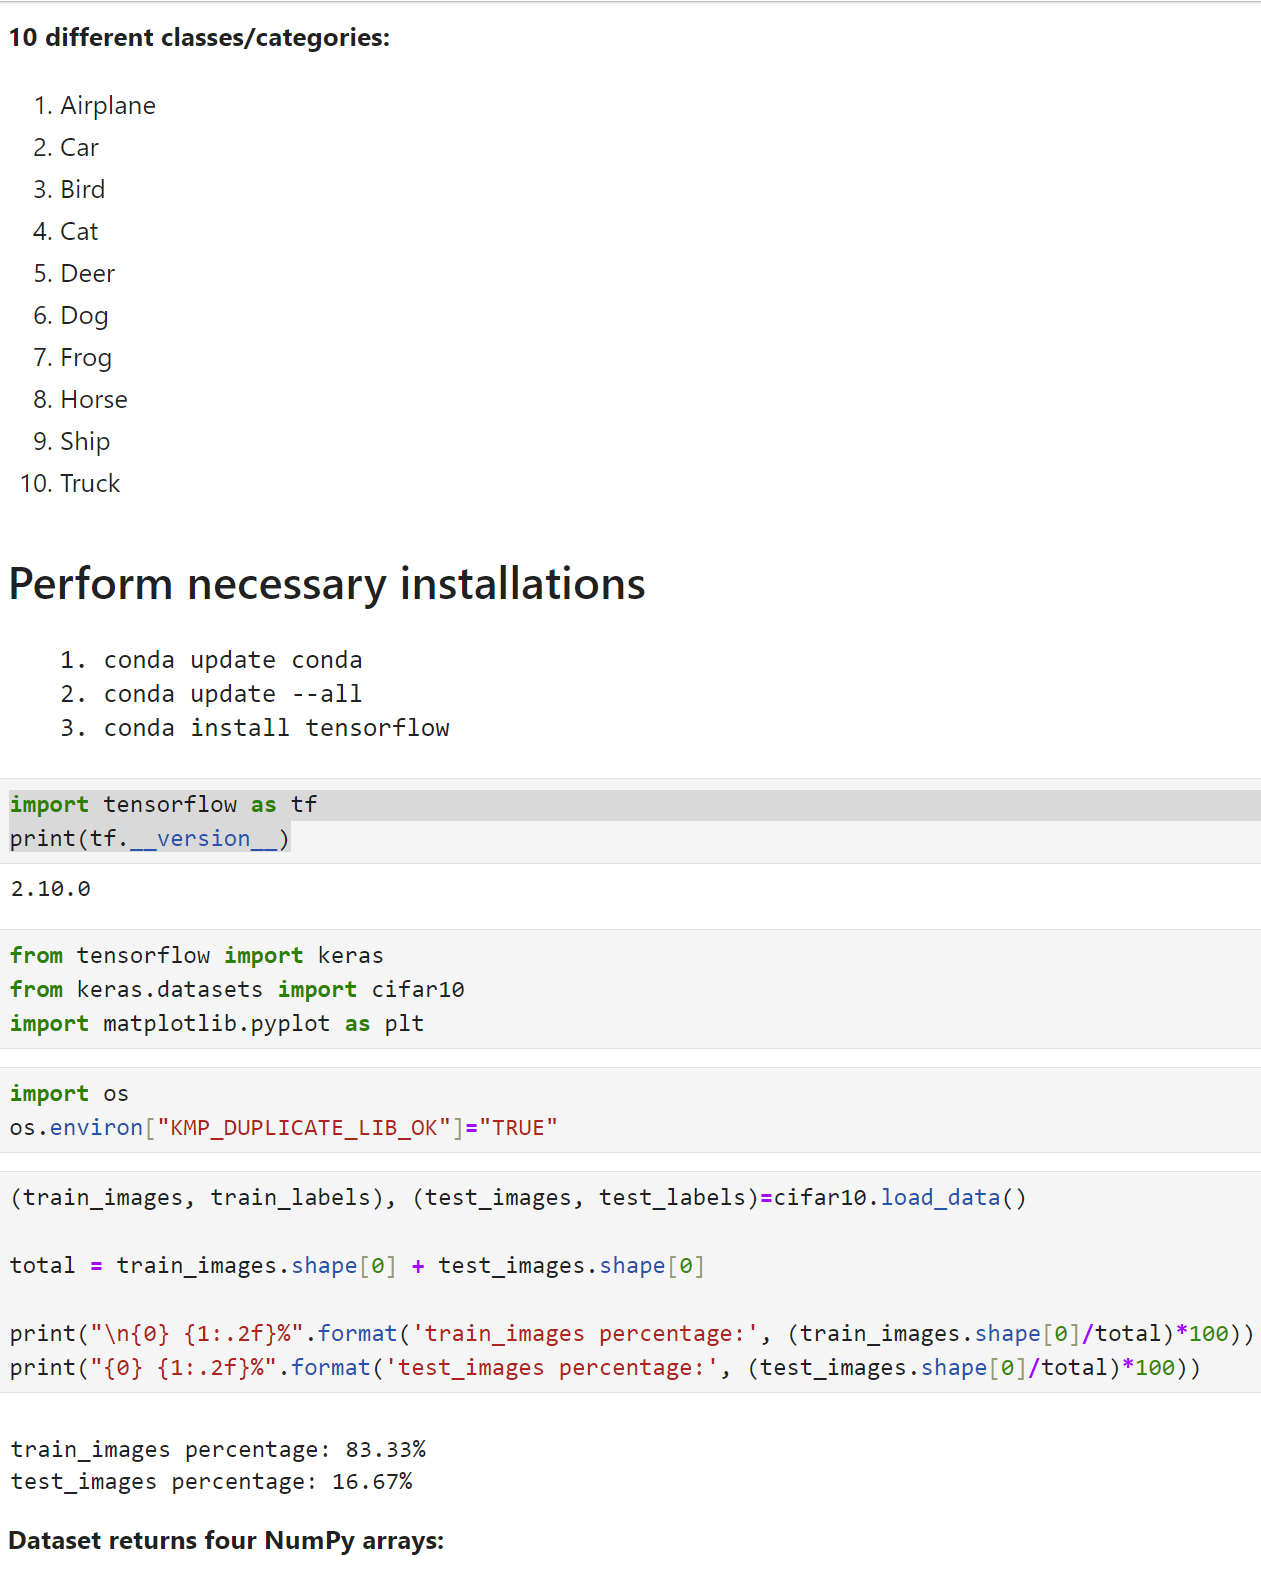 10 different classes/categories:
1. Airplane
2. Car
3. Bird
4. Cat
5. Deer
6. Dog
7. Frog
8. Horse
9. Ship
10. Truck
Perform necessary installations
1. conda update conda
2. conda update --all
3. conda install tensorflow
import tensorflow as tf
print(tf.__version__)
2.10.0
from tensorflow import keras
from keras.datasets import cifar10
import matplotlib.pyplot as plt
import os
os.environ["KMP_DUPLICATE_LIB_OK"]="TRUE"
(train_images, train_labels), (test_images, test_labels)=cifar10.load_data()
total = train_images.shape[0] + test_images.shape[0]
print("\n{0} {1:.2f}%".format('train_images percentage:', (train_images.shape[0]/total)*100))
print("{0} {1:.2f}%".format('test_images percentage:', (test_images.shape[0]/total)*100))
train_images percentage: 83.33%
test_images percentage: 16.67%
Dataset returns four NumPy arrays: